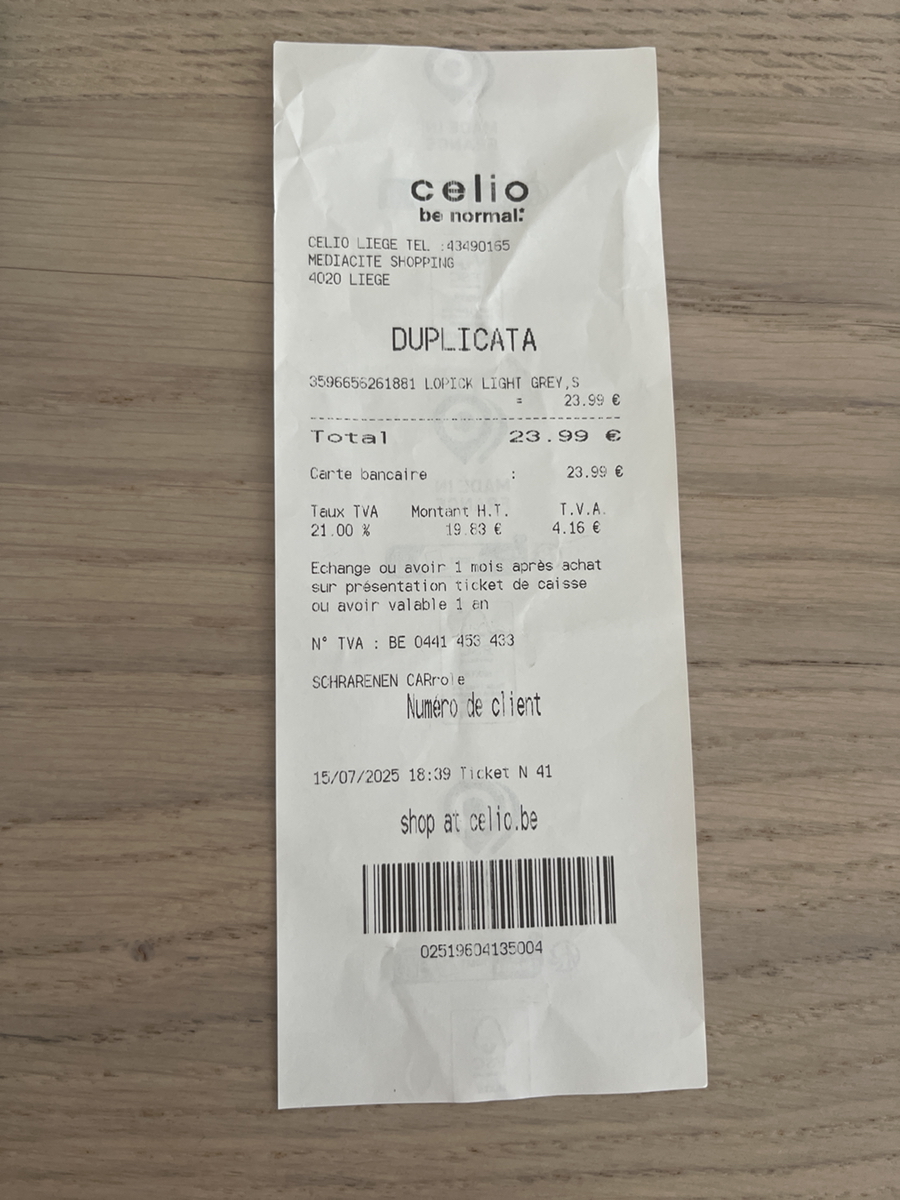 celio
be normal:
CELIO LIEGE TEL :43490165
MEDIACITE SHOPPING
4020 LIEGE
DUPLICATA
3596656261881 LOPICK LIGHT GREY,S
= 23.99 €
Total 23.99 €
Carte bancaire : 23.99 €
Taux TVA Montant H.T. T.V.A.
21.00 % 19.83 € 4.16 €
Echange ou avoir 1 mois après achat
sur présentation ticket de caisse
ou avoir valable 1 an
N° TVA : BE 0441 453 433
SCHRARENEN CARrole
Numéro de client
15/07/2025 18:39 Ticket N 41
shop at celio.be
02519604135004